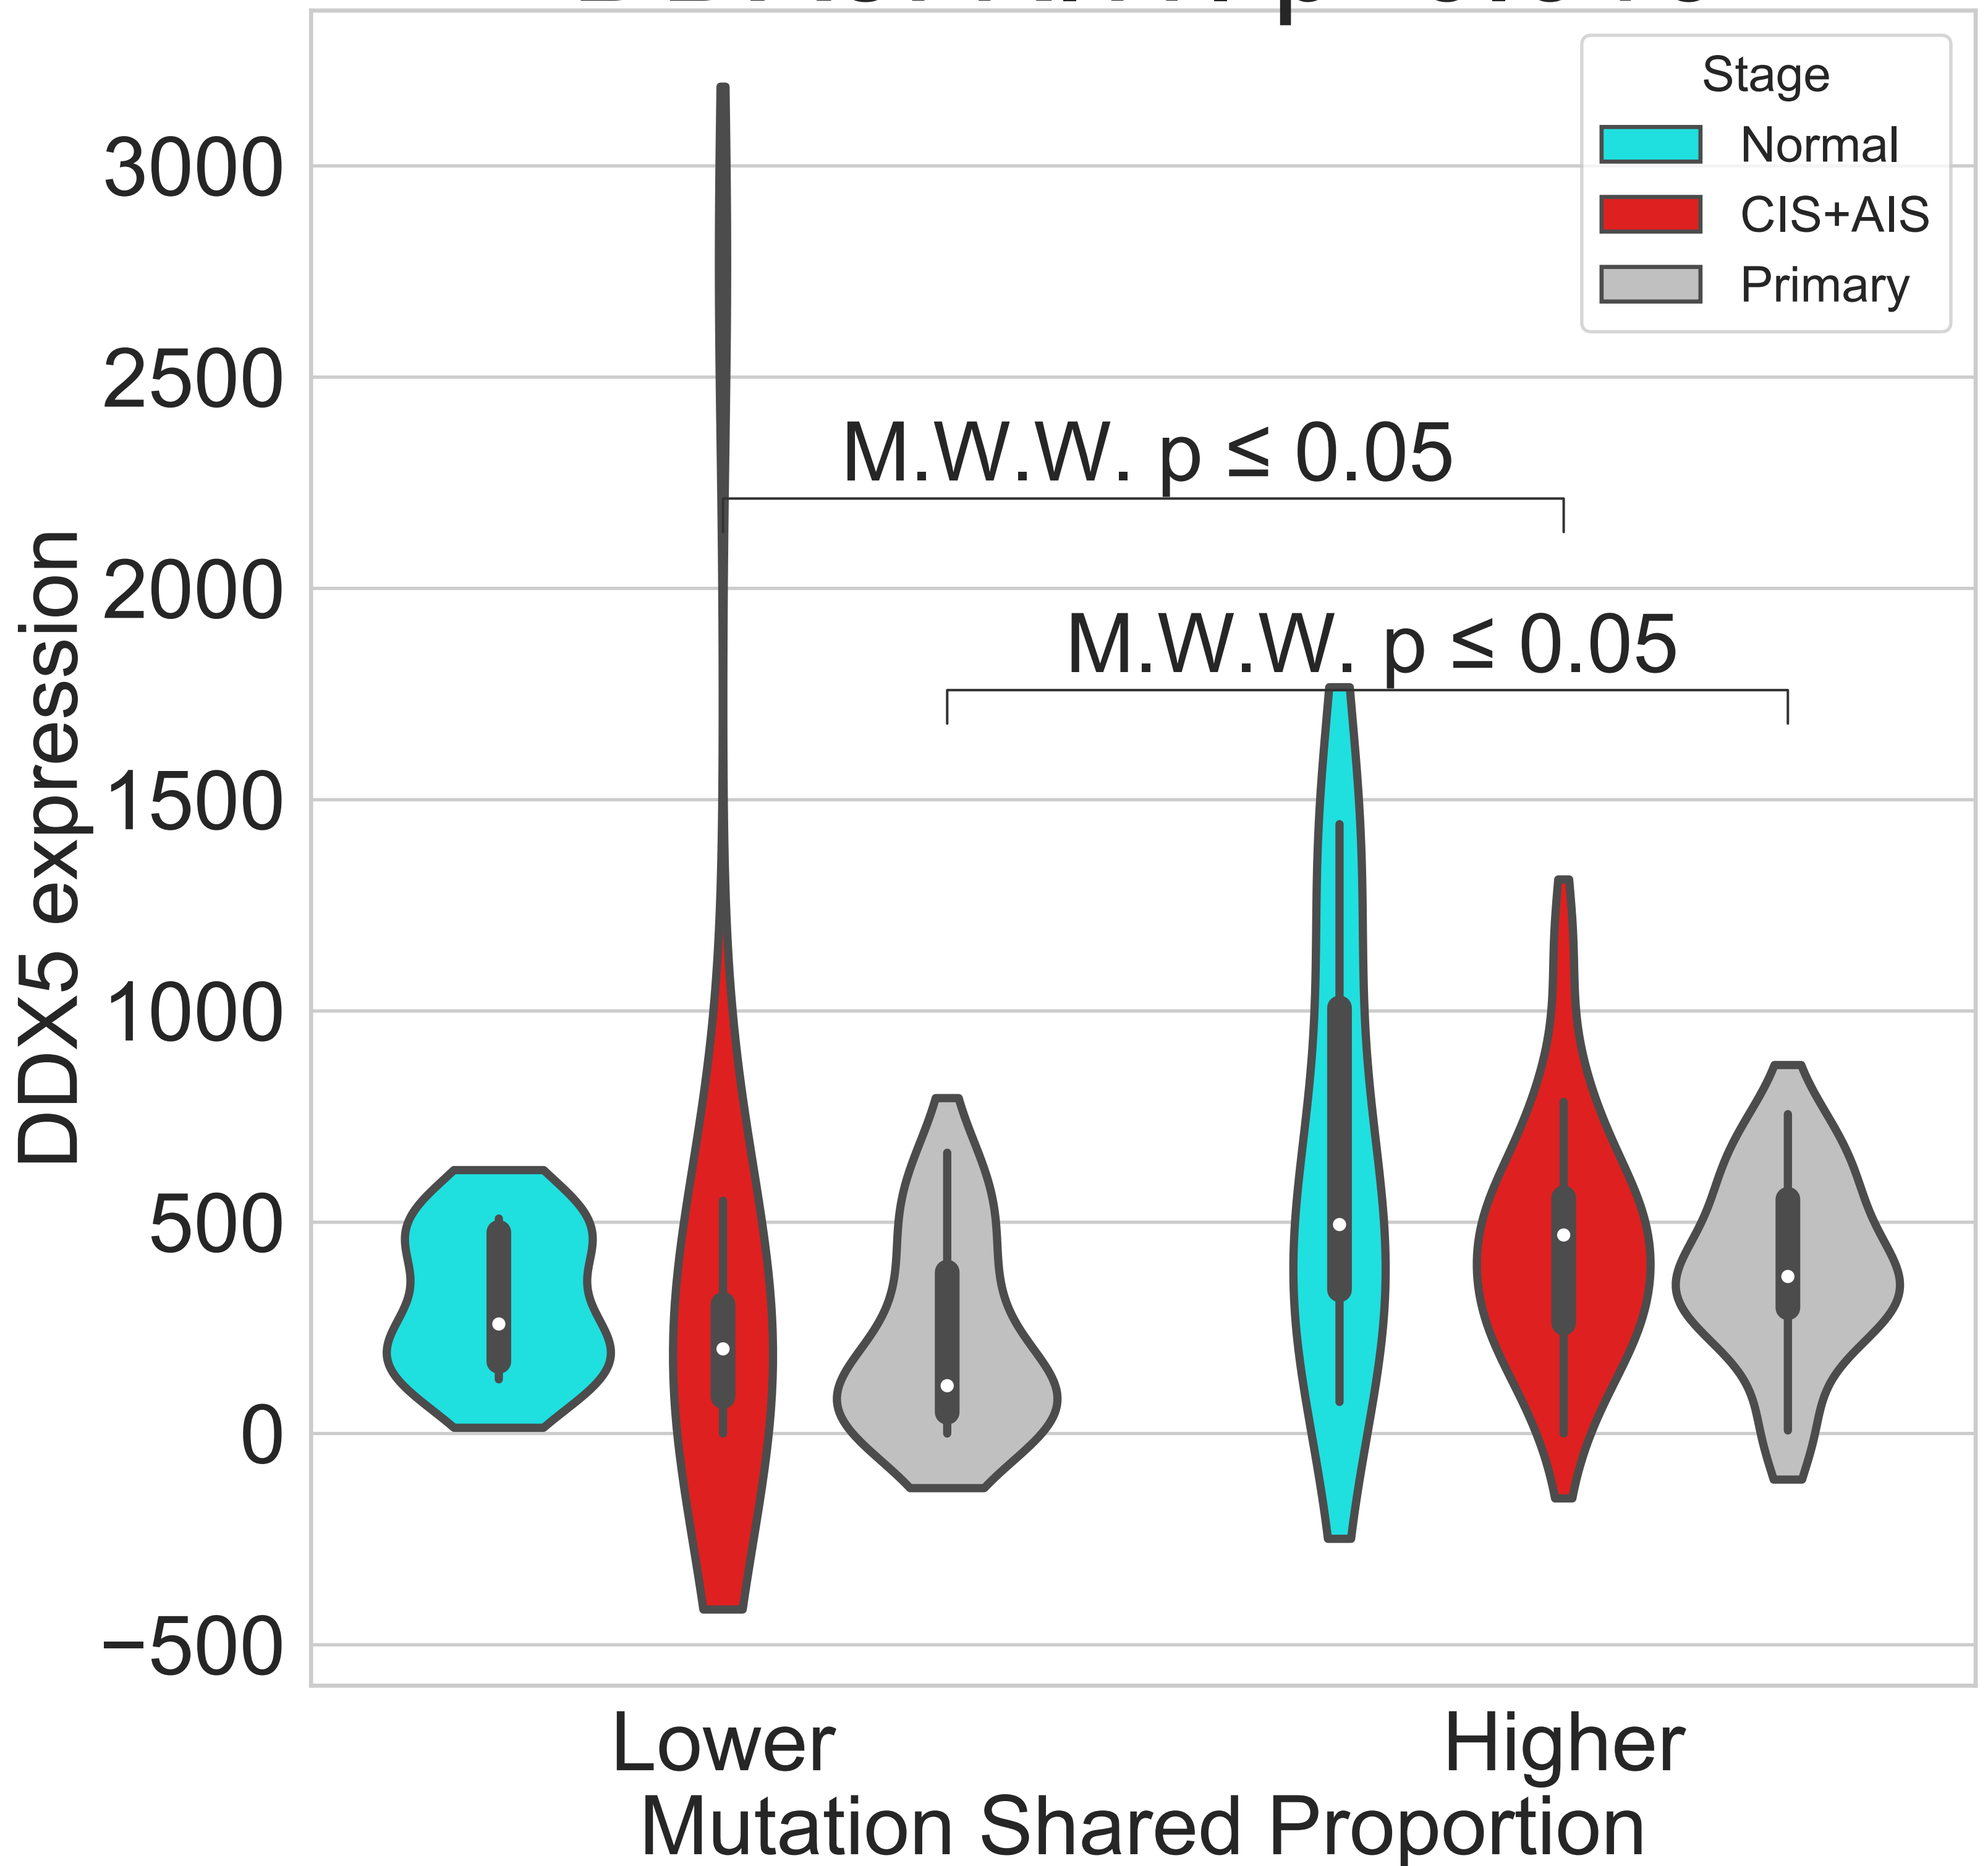 Stage
Normal
CIS+AIS
Primary
3000
2500
2000
1500
1000
500
0
−500
DDX5 expression
M.W.W. p ≤ 0.05
M.W.W. p ≤ 0.05
Lower
Higher
Mutation Shared Proportion